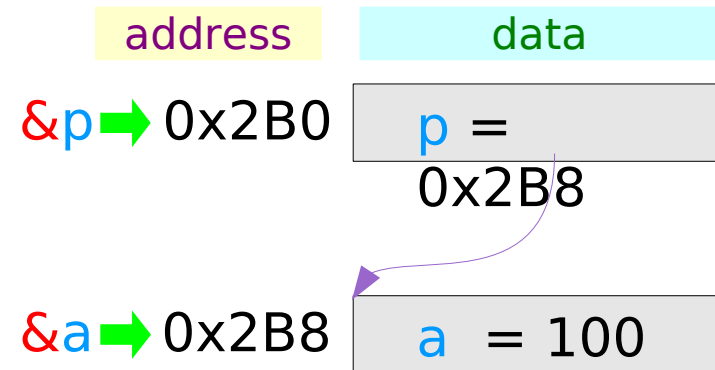 address data
&p 0x2B0 p =
0x2B8
&a 0x2B8 a = 100